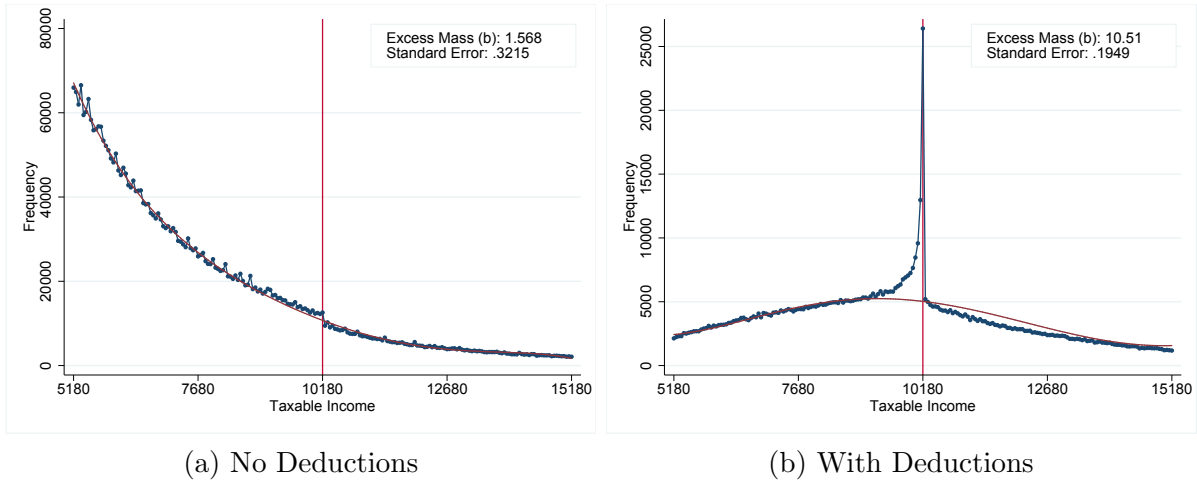 Excess Mass (b): 1.568
Standard Error: .3215
Frequency
80000
60000
40000
20000
0
5180 7680 10180 12680 15180
Taxable Income
(a) No Deductions
Excess Mass (b): 10.51
Standard Error: .1949
Frequency
25000
20000
15000
10000
5000
0
5180 7680 10180 12680 15180
Taxable Income
(b) With Deductions